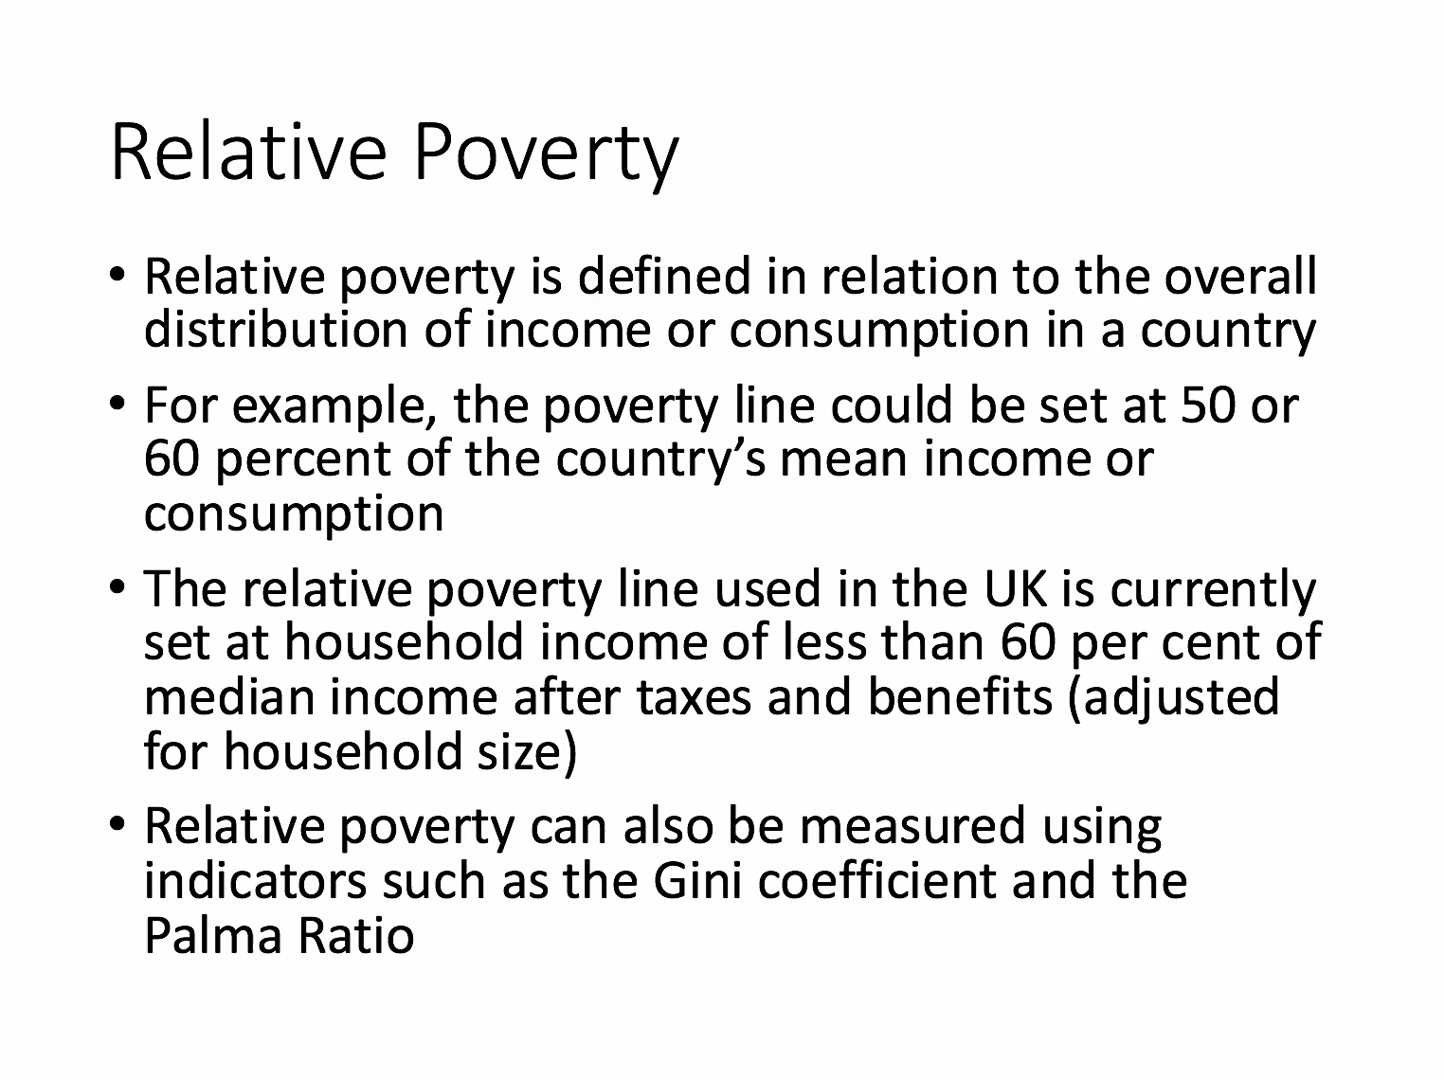 Relative Poverty
• Relative poverty is defined in relation to the overall
distribution of income or consumption in a country
• For example, the poverty line could be set at 50 or
60 percent of the country’s mean income or
consumption
• The relative poverty line used in the UK is currently
set at household income of less than 60 per cent of
median income after taxes and benefits (adjusted
for household size)
• Relative poverty can also be measured using
indicators such as the Gini coefficient and the
Palma Ratio